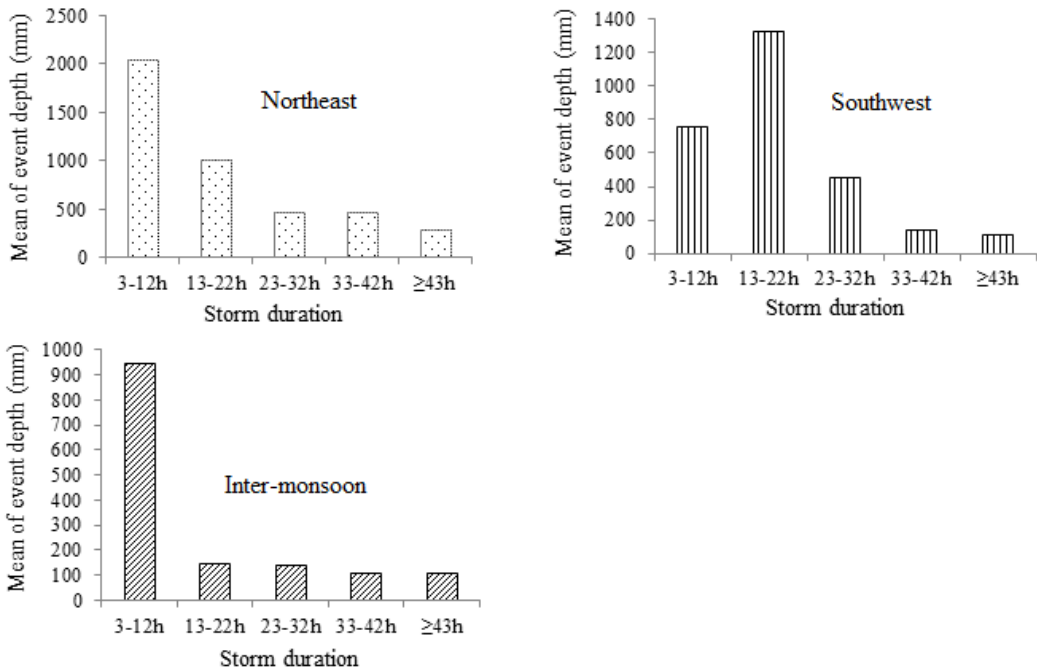 Mean of event depth (mm)
2500
2000
1500
1000
500
0
Northeast
3-12h 13-22h 23-32h 33-42h ≥43h
Storm duration
Mean of event depth (mm)
1400
1200
1000
800
600
400
200
0
Southwest
3-12h 13-22h 23-32h 33-42h ≥43h
Storm duration
Mean of event depth (mm)
1000
900
800
700
600
500
400
300
200
100
0
Inter-monsoon
3-12h 13-22h 23-32h 33-42h ≥43h
Storm duration